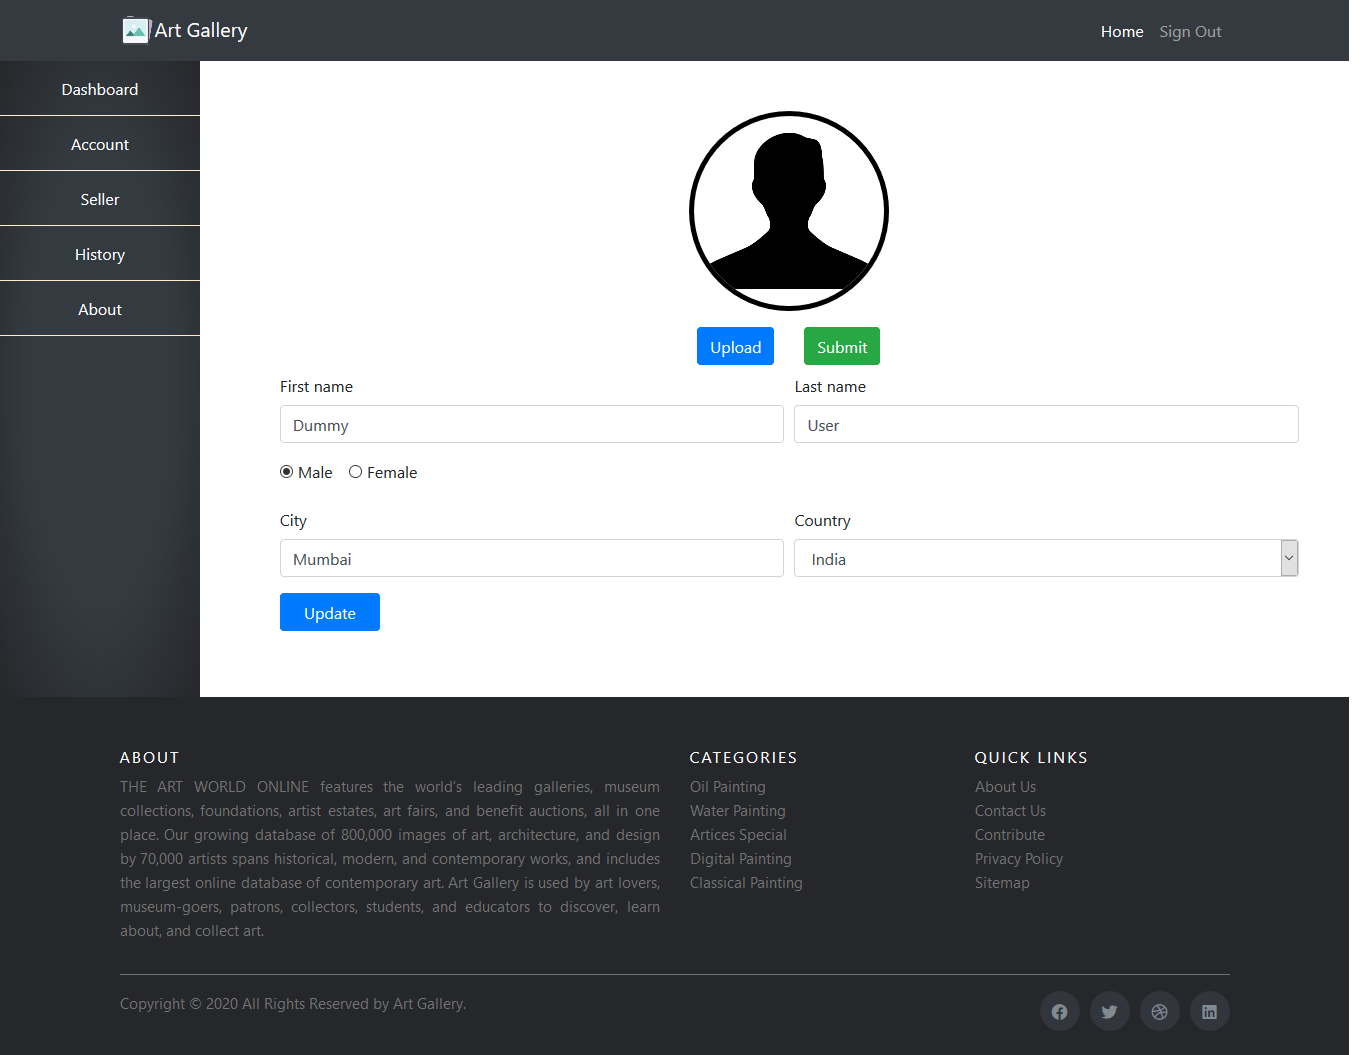 Art Gallery
Home Sign Out
Dashboard
Account
Seller
History
About
Upload Submit
First name Last name
Dummy User
Male Female
City Country
Mumbai India
Update
ABOUT
THE ART WORLD ONLINE features the world's leading galleries, museum
collections, foundations, artist estates, art fairs, and benefit auctions, all in one
place. Our growing database of 800,000 images of art, architecture, and design
by 70,000 artists spans historical, modern, and contemporary works, and includes
the largest online database of contemporary art. Art Gallery is used by art lovers,
museum-goers, patrons, collectors, students, and educators to discover, learn
about, and collect art.
CATEGORIES
Oil Painting
Water Painting
Artices Special
Digital Painting
Classical Painting
QUICK LINKS
About Us
Contact Us
Contribute
Privacy Policy
Sitemap
Copyright © 2020 All Rights Reserved by Art Gallery.